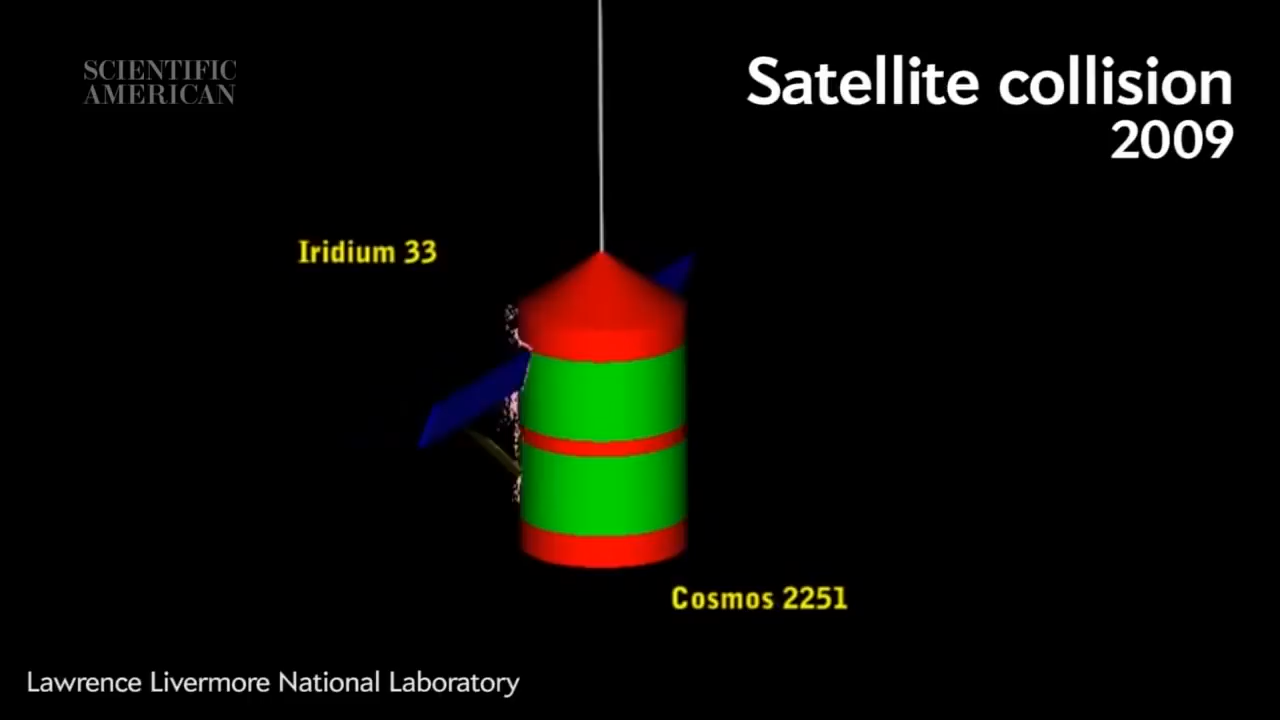 SCIENTIFIC
AMERICAN
Satellite collision
2009
Iridium 33
Cosmos 2251
Lawrence Livermore National Laboratory